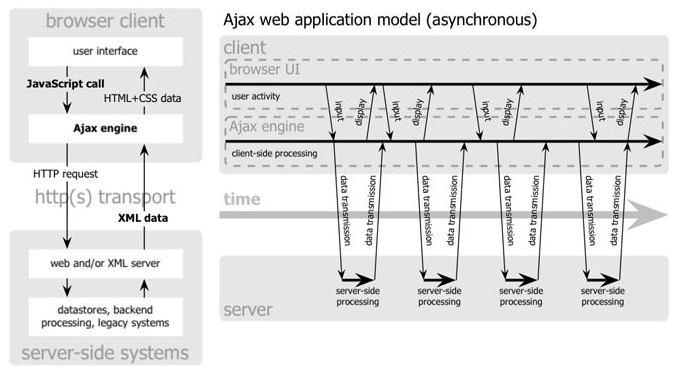 browser client
user interface
JavaScript call
HTML+CSS data
Ajax engine
HTTP request
http(s) transport
XML data
web and/or XML server
datastores, backend
processing, legacy systems
server-side systems
Ajax web application model (asynchronous)
client
browser UI
user activity
input
display
input
display
input
display
input
display
Ajax engine
client-side processing
data transmission
data transmission
data transmission
data transmission
data transmission
data transmission
data transmission
data transmission
time
server-side
processing
server-side
processing
server-side
processing
server-side
processing
server